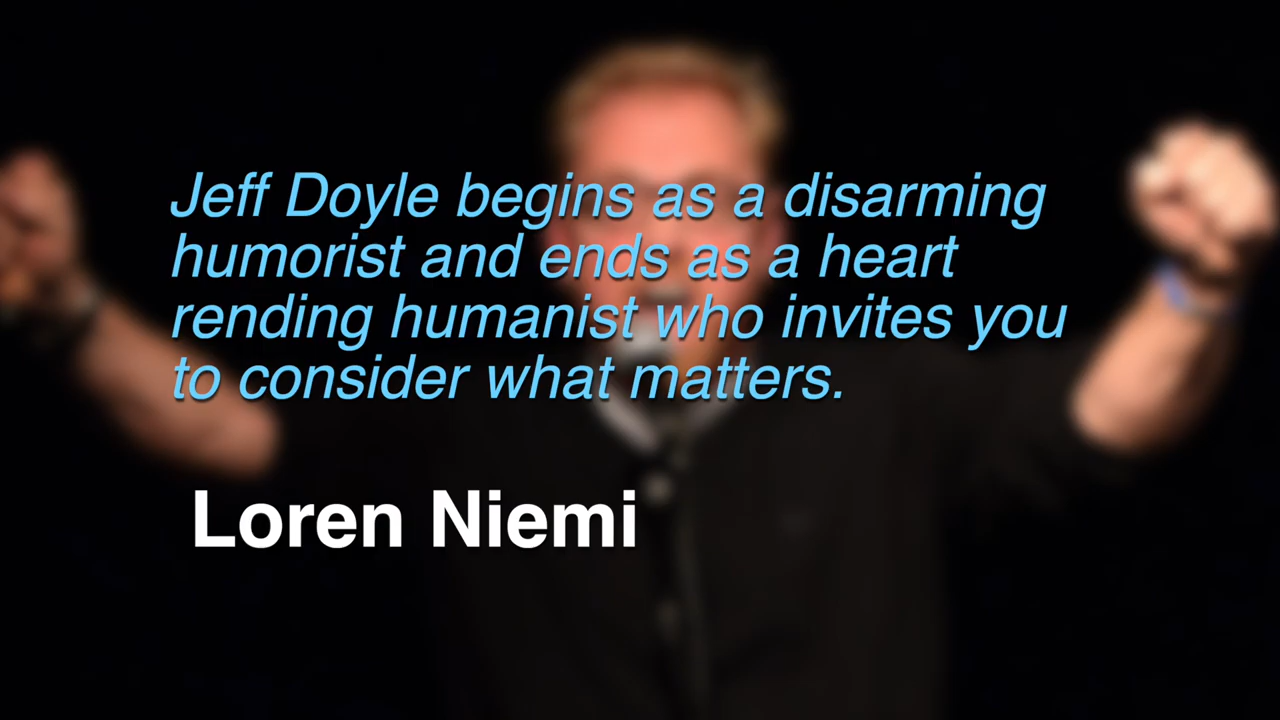 Jeff Doyle begins as a disarming
humorist and ends as a heart
rending humanist who invites you
to consider what matters.
Loren Niemi